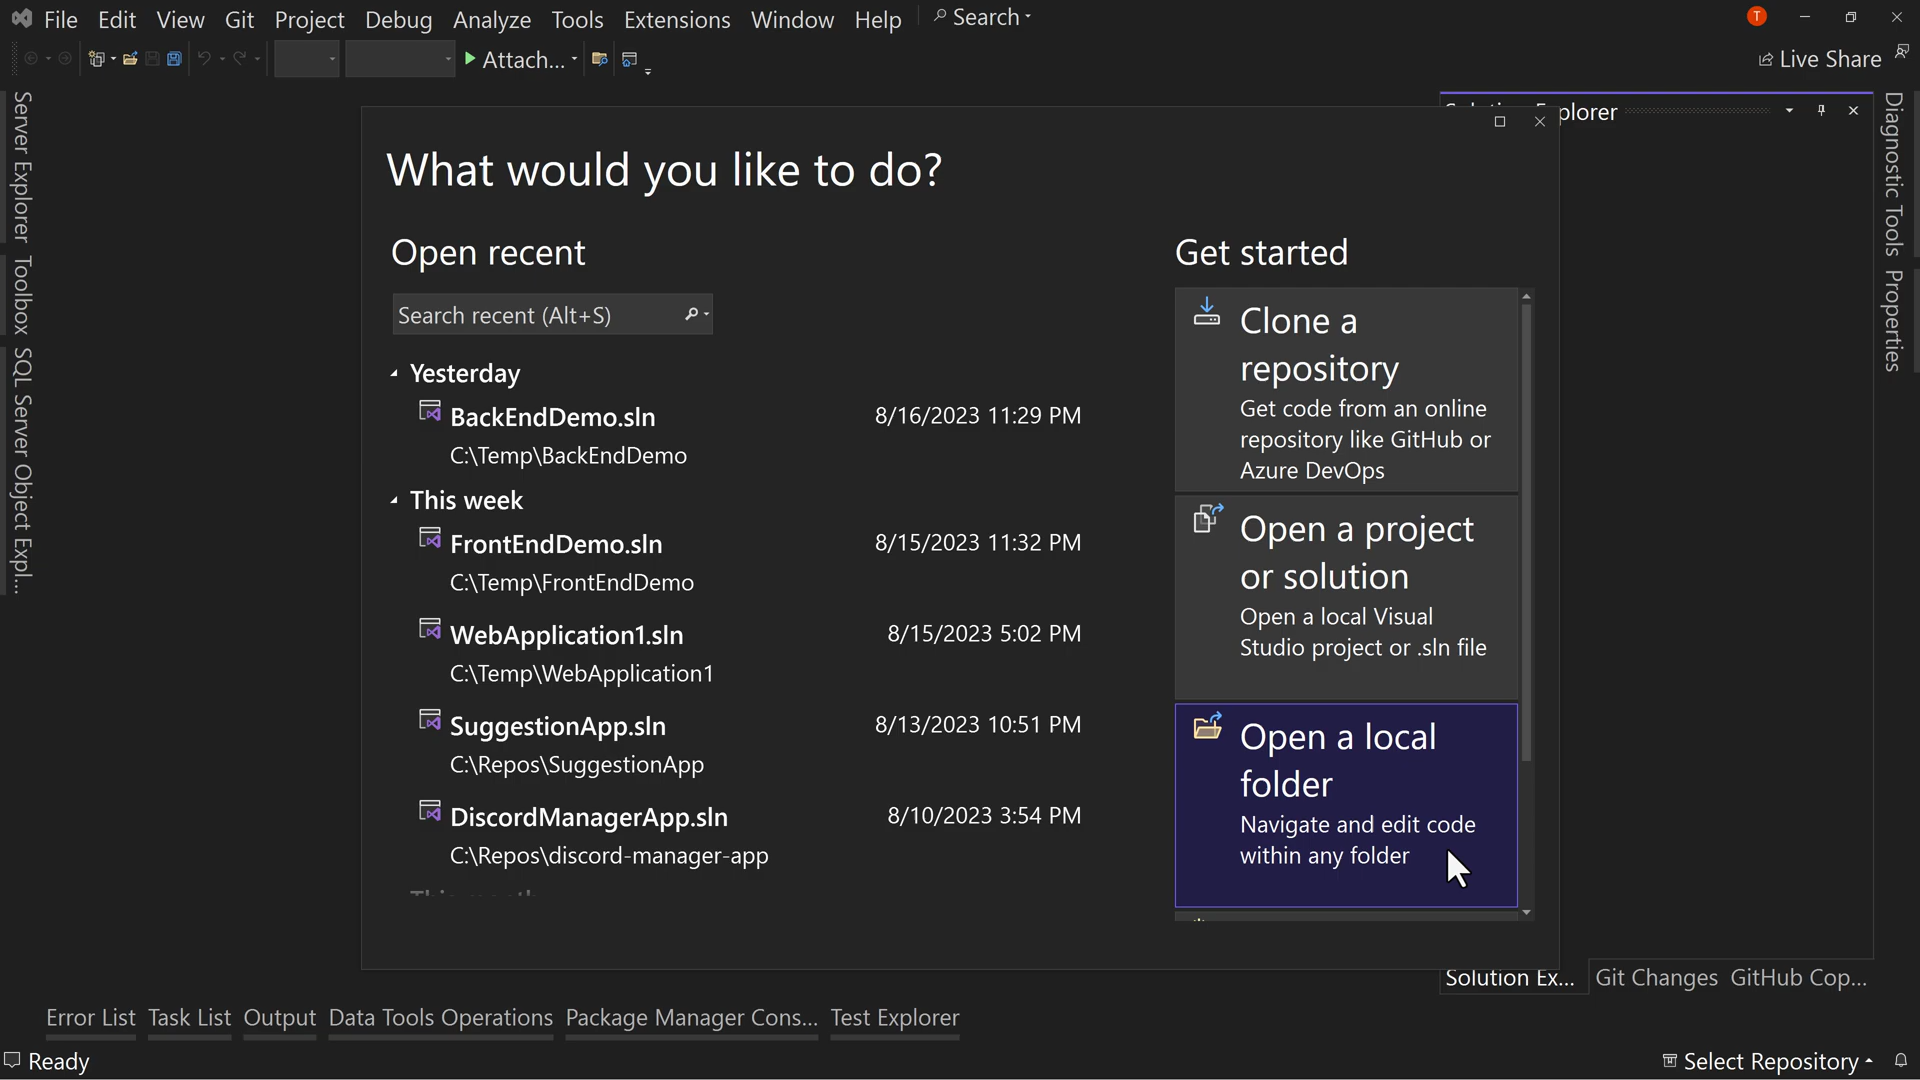 File Edit View Git Project Debug Analyze Tools Extensions Window Help Search T
Attach... Live Share
Server Explorer
Toolbox
SQL Server Object Expl...
What would you like to do?
Open recent
Search recent (Alt+S)
Yesterday
BackEndDemo.sln 8/16/2023 11:29 PM
C:\Temp\BackEndDemo
This week
FrontEndDemo.sln 8/15/2023 11:32 PM
C:\Temp\FrontEndDemo
WebApplication1.sln 8/15/2023 5:02 PM
C:\Temp\WebApplication1
SuggestionApp.sln 8/13/2023 10:51 PM
C:\Repos\SuggestionApp
DiscordManagerApp.sln 8/10/2023 3:54 PM
C:\Repos\discord-manager-app
Get started
Clone a
repository
Get code from an online
repository like GitHub or
Azure DevOps
Open a project
or solution
Open a local Visual
Studio project or .sln file
Open a local
folder
Navigate and edit code
within any folder
Solution Explorer
Diagnostic Tools
Properties
Solution Ex... Git Changes GitHub Cop...
Error List Task List Output Data Tools Operations Package Manager Cons... Test Explorer
Ready Select Repository